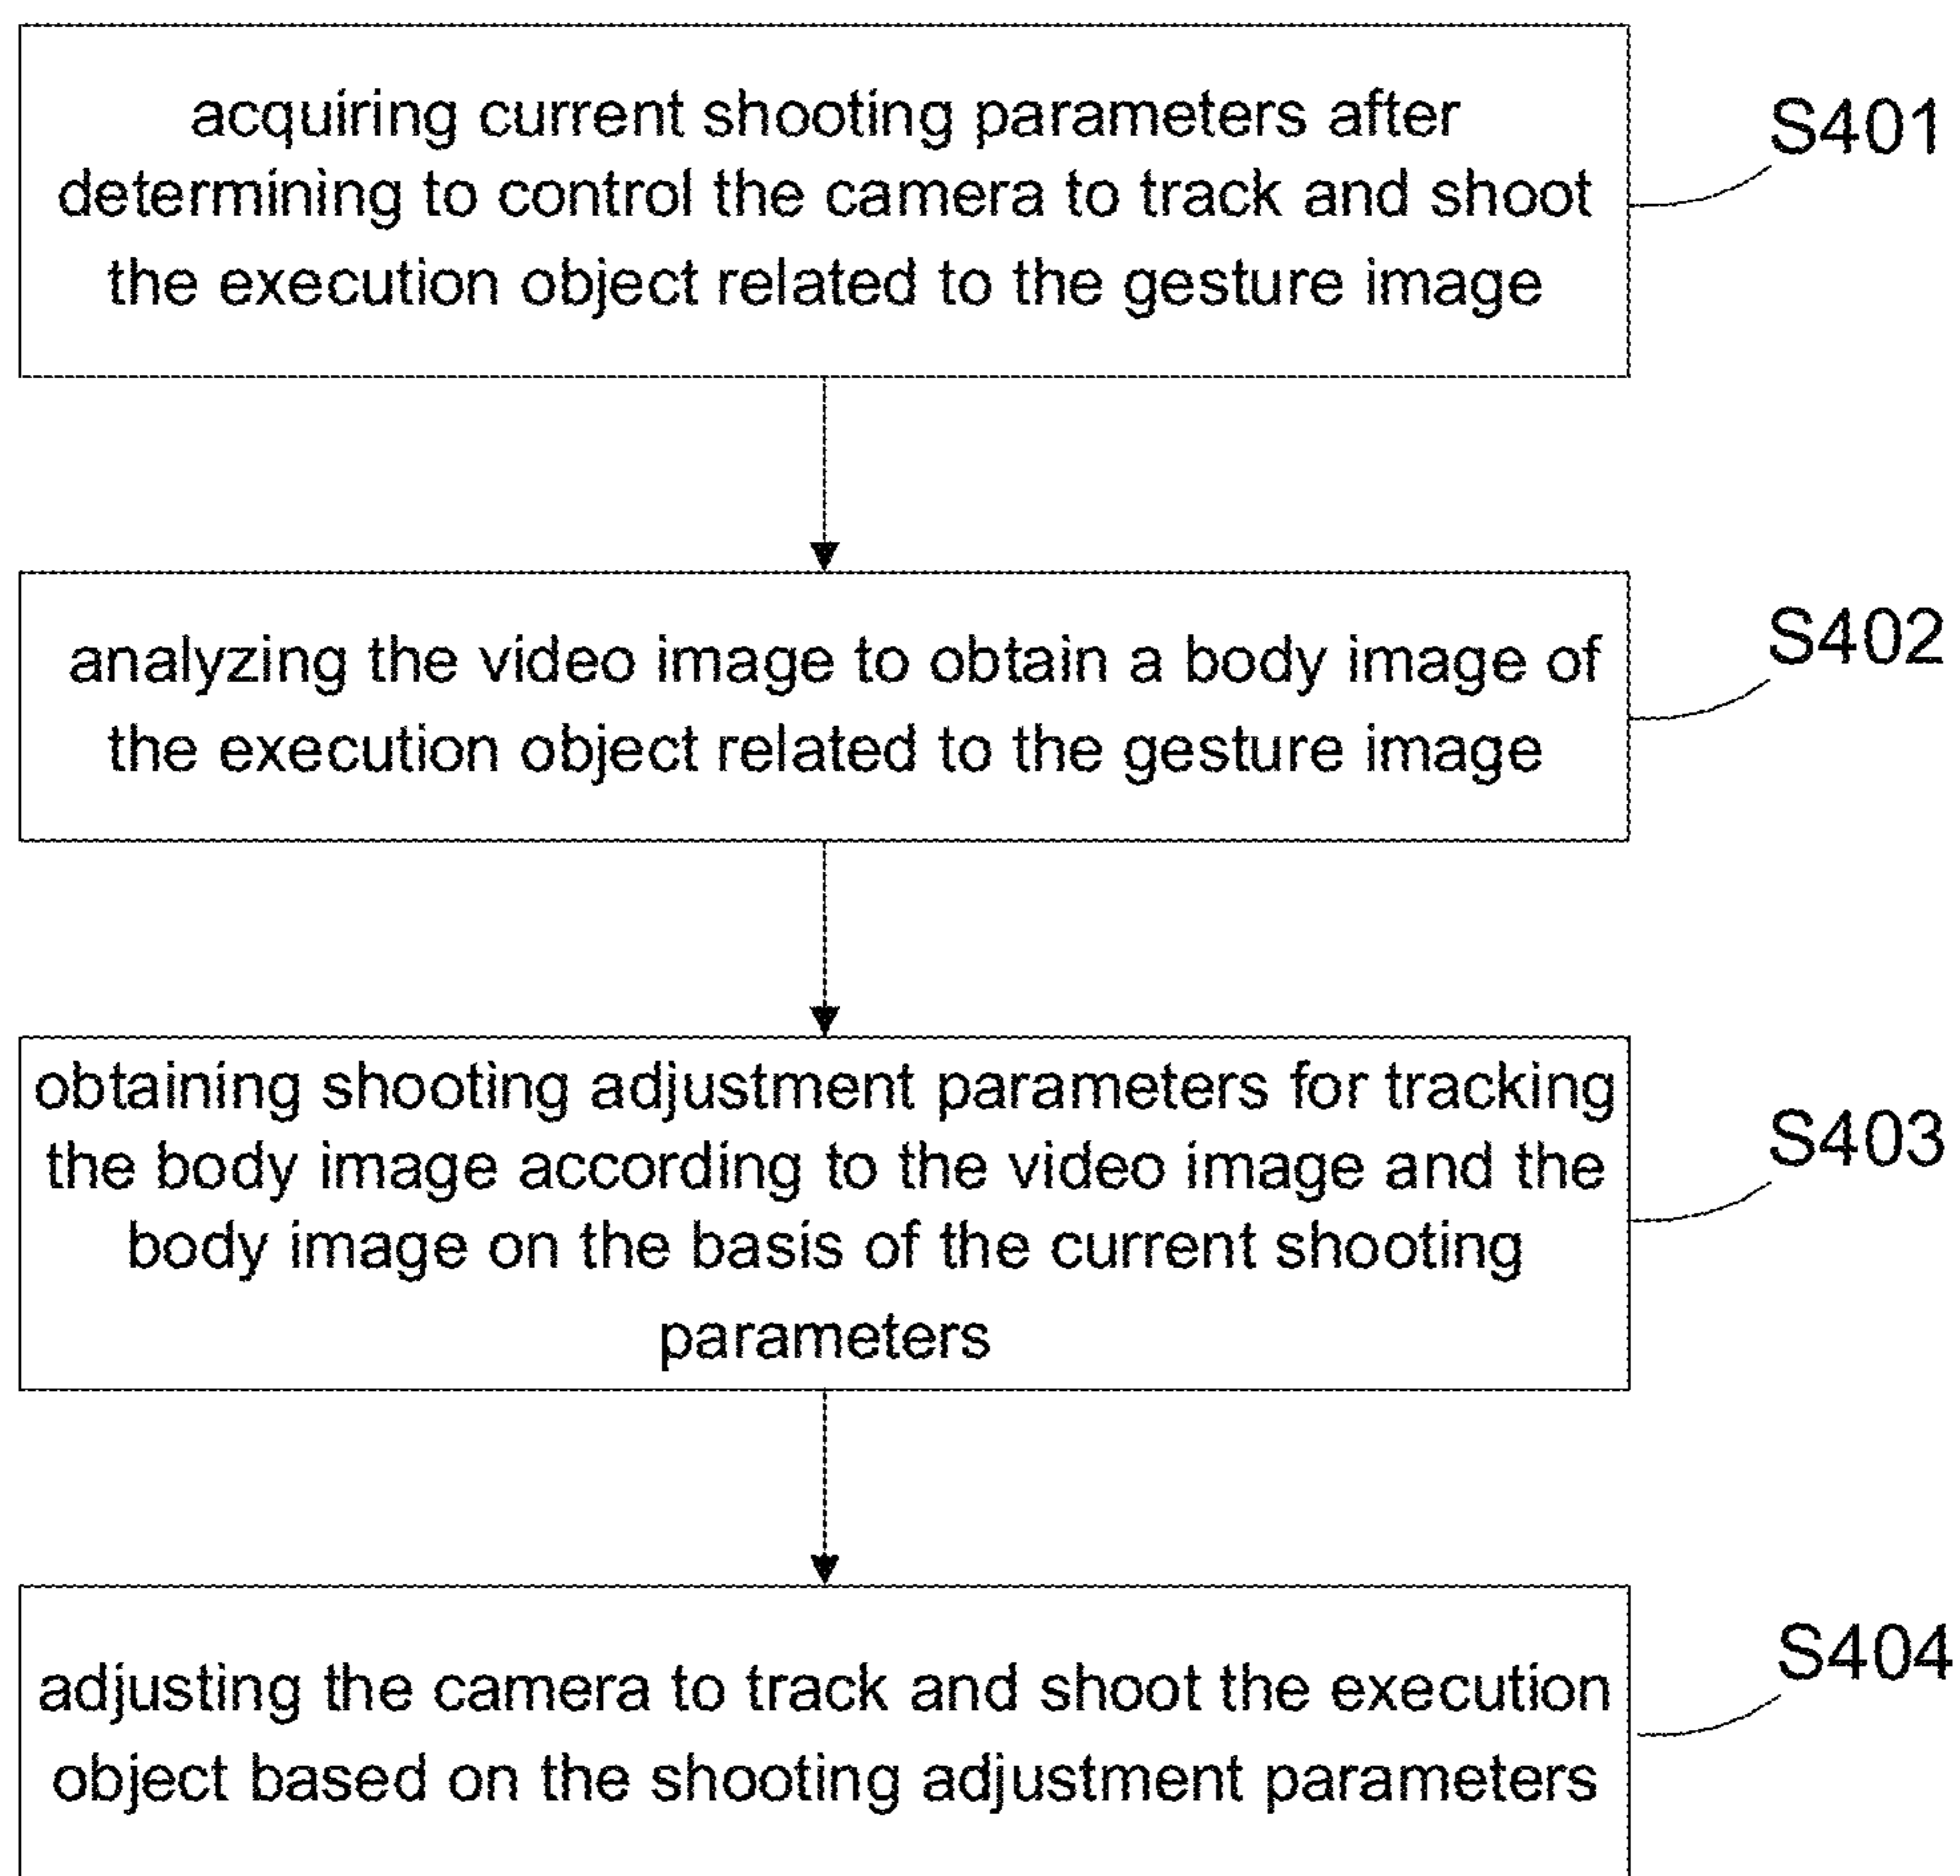 acquiring current shooting parameters after
determining to control the camera to track and shoot
the execution object related to the gesture image
S401
analyzing the video image to obtain a body image of
the execution object related to the gesture image
S402
obtaining shooting adjustment parameters for tracking
the body image according to the video image and the
body image on the basis of the current shooting
parameters
S403
adjusting the camera to track and shoot the execution
object based on the shooting adjustment parameters
S404